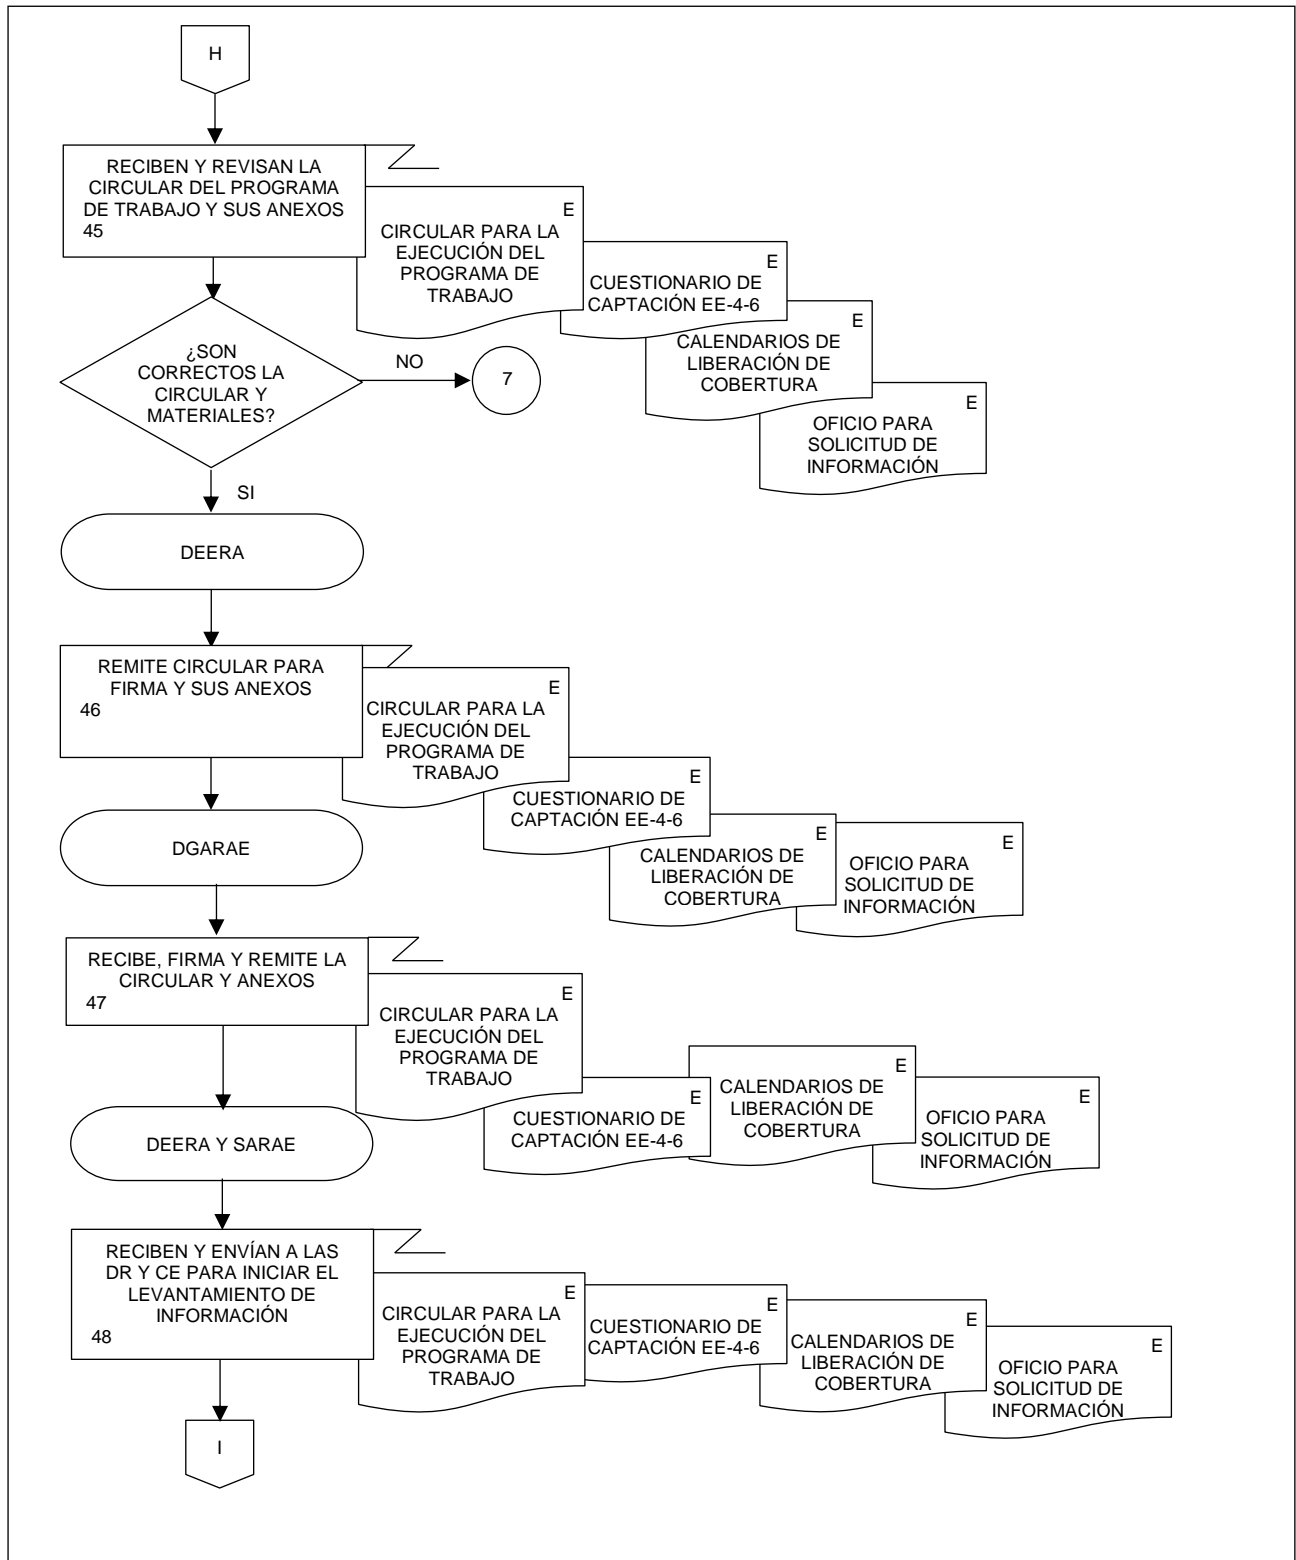 H
RECIBEN Y REVISAN LA
CIRCULAR DEL PROGRAMA
DE TRABAJO Y SUS ANEXOS
45
E
CIRCULAR PARA LA
EJECUCIÓN DEL
PROGRAMA DE
TRABAJO
E
CUESTIONARIO DE
CAPTACIÓN EE-4-6
E
CALENDARIOS DE
LIBERACIÓN DE
COBERTURA
E
OFICIO PARA
SOLICITUD DE
INFORMACIÓN
¿SON
CORRECTOS LA
CIRCULAR Y
MATERIALES?
NO
7
SI
DEERA
REMITE CIRCULAR PARA
FIRMA Y SUS ANEXOS
46
E
CIRCULAR PARA LA
EJECUCIÓN DEL
PROGRAMA DE
TRABAJO
E
CUESTIONARIO DE
CAPTACIÓN EE-4-6
E
CALENDARIOS DE
LIBERACIÓN DE
COBERTURA
E
OFICIO PARA
SOLICITUD DE
INFORMACIÓN
DGARAE
RECIBE, FIRMA Y REMITE LA
CIRCULAR Y ANEXOS
47
E
CIRCULAR PARA LA
EJECUCIÓN DEL
PROGRAMA DE
TRABAJO
E
CUESTIONARIO DE
CAPTACIÓN EE-4-6
E
CALENDARIOS DE
LIBERACIÓN DE
COBERTURA
E
OFICIO PARA
SOLICITUD DE
INFORMACIÓN
DEERA Y SARAE
RECIBEN Y ENVÍAN A LAS
DR Y CE PARA INICIAR EL
LEVANTAMIENTO DE
INFORMACIÓN
48
E
CIRCULAR PARA LA
EJECUCIÓN DEL
PROGRAMA DE
TRABAJO
E
CUESTIONARIO DE
CAPTACIÓN EE-4-6
E
CALENDARIOS DE
LIBERACIÓN DE
COBERTURA
E
OFICIO PARA
SOLICITUD DE
INFORMACIÓN
I